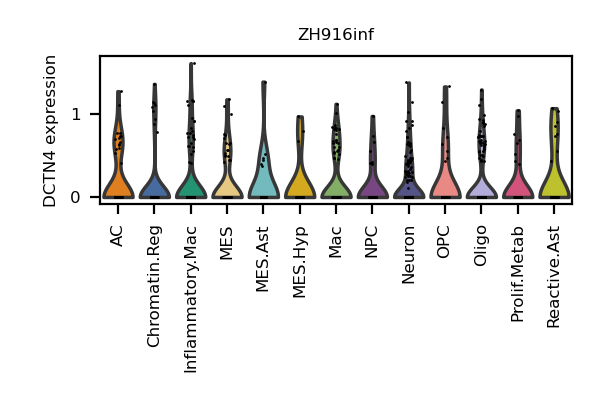 ZH916inf
DCTN4 expression
1
0
AC
Chromatin.Reg
Inflammatory.Mac
MES
MES.Ast
MES.Hyp
Mac
NPC
Neuron
OPC
Oligo
Prolif.Metab
Reactive.Ast